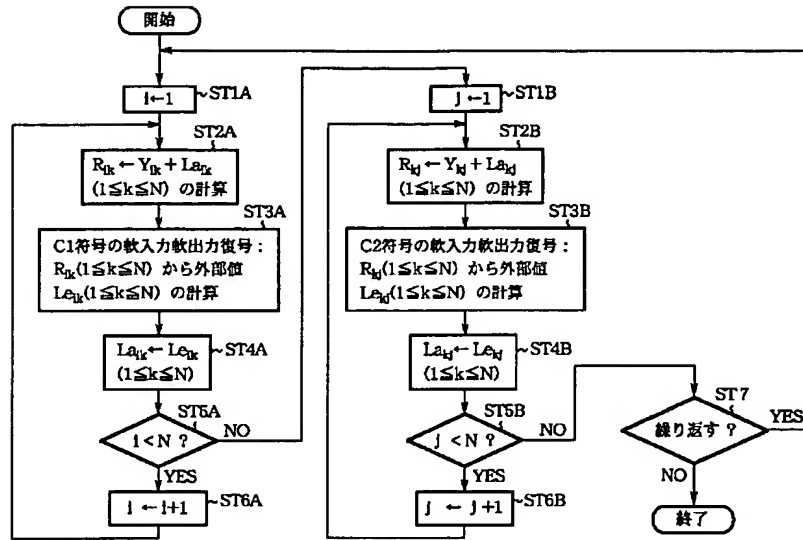 開始
i←1
ST1A
ST2A
R_ik ← Y_ik + La_ik
(1≦k≦N) の計算
ST3A
C1符号の軟入力軟出力復号：
R_ik(1≦k≦N) から外部値
Le_ik(1≦k≦N) の計算
La_ik ← Le_ik
(1≦k≦N)
ST4A
ST5A
i < N ?
NO
YES
i ← i+1
ST6A
j ←1
ST1B
ST2B
R_kj ← Y_kj + La_kj
(1≦k≦N) の計算
ST3B
C2符号の軟入力軟出力復号：
R_kj(1≦k≦N) から外部値
Le_kj(1≦k≦N) の計算
La_kj ← Le_kj
(1≦k≦N)
ST4B
ST5B
j < N ?
NO
YES
j ← j+1
ST6B
ST7
繰り返す ?
YES
NO
終了